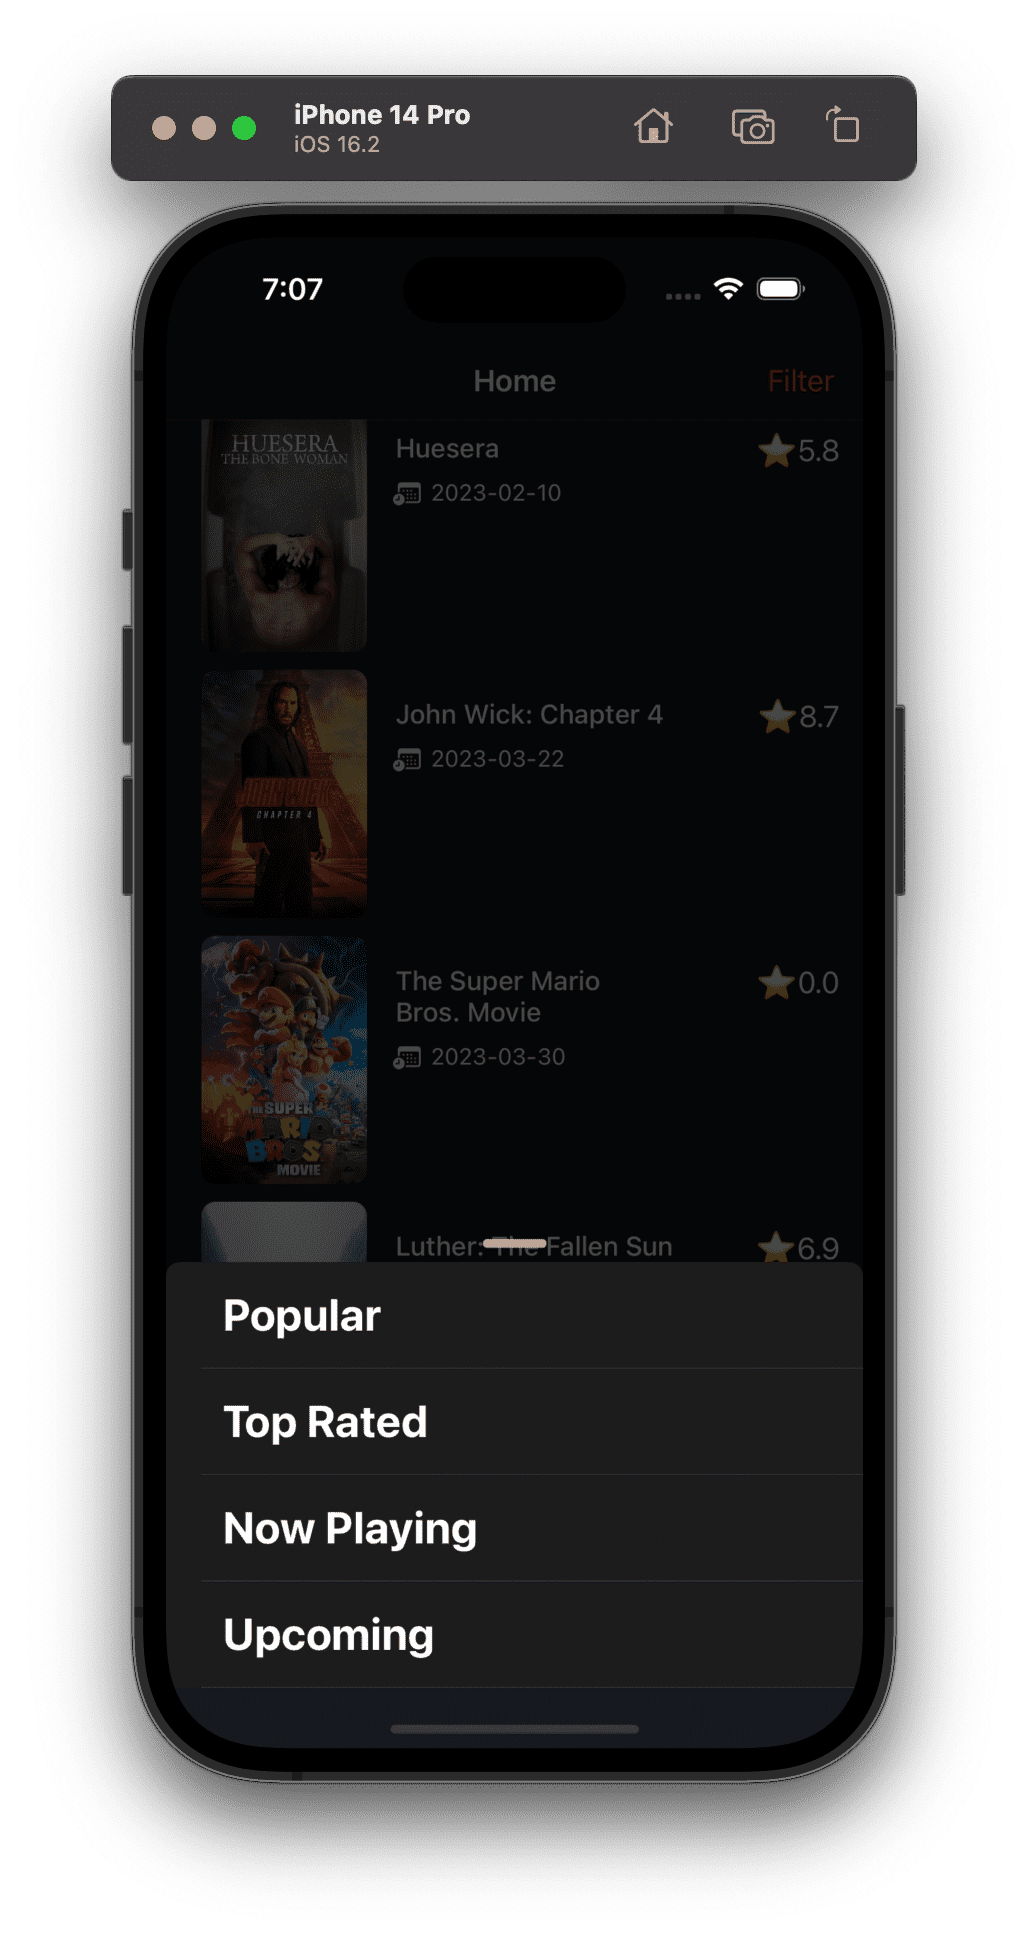 iPhone 14 Pro
iOS 16.2
7:07
Home
Filter
HUESERA
THE BONE WOMAN
Huesera
5.8
2023-02-10
JOHN WICK
CHAPTER 4
John Wick: Chapter 4
8.7
2023-03-22
THE SUPER
MARIO
BROS.
MOVIE
The Super Mario
Bros. Movie
0.0
2023-03-30
Luther: The Fallen Sun
6.9
Popular
Top Rated
Now Playing
Upcoming